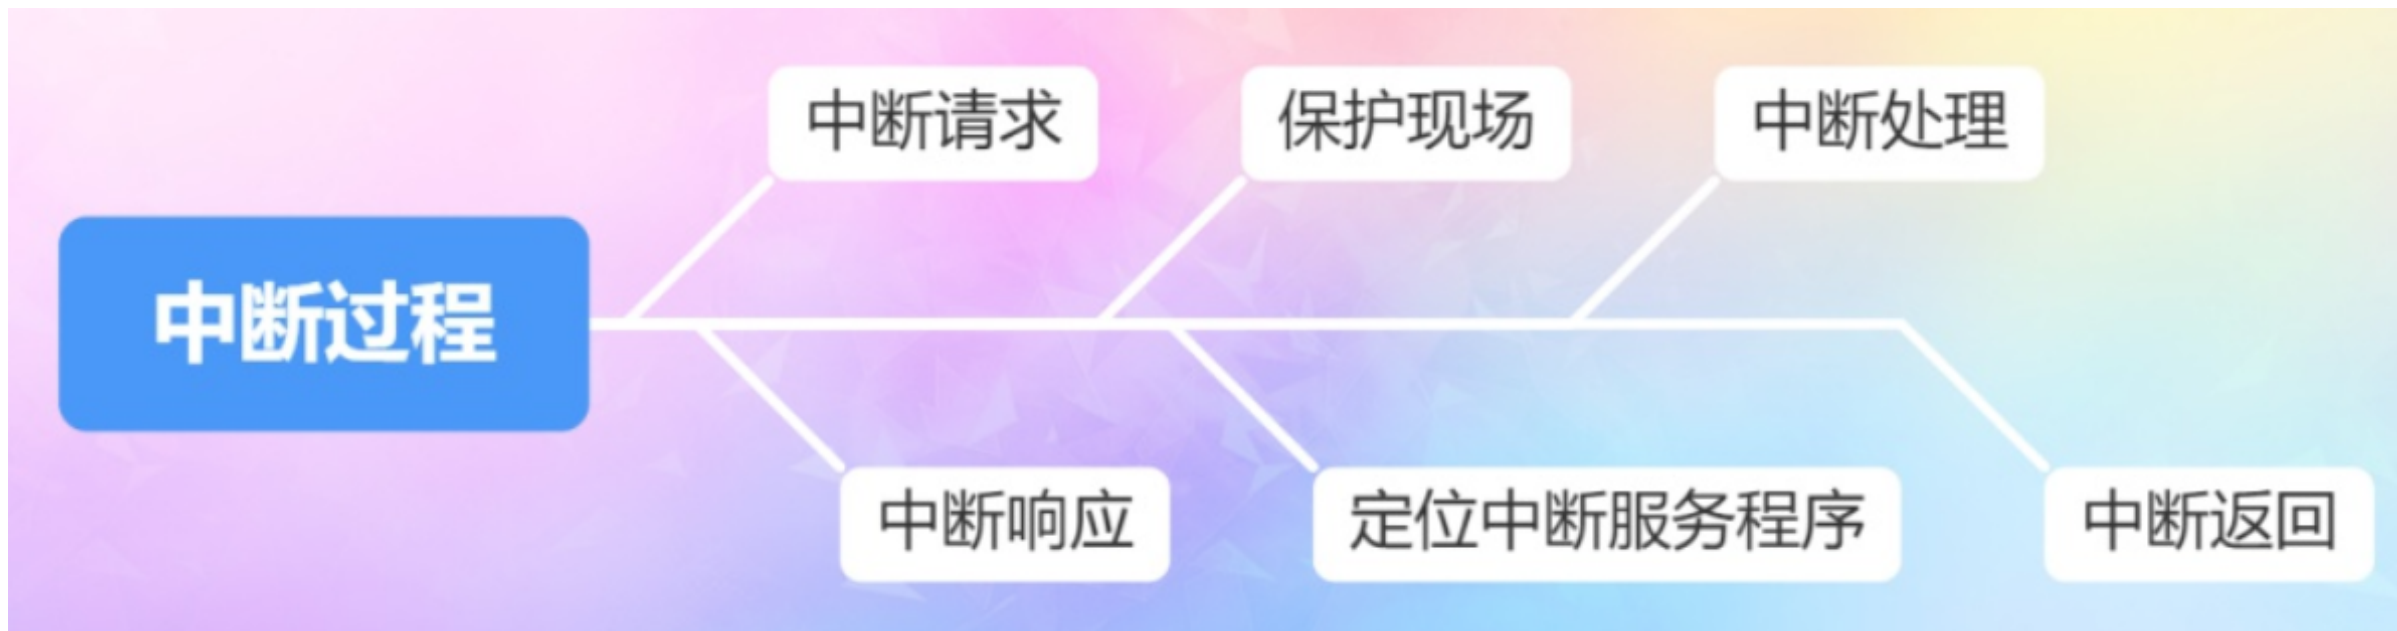 中断过程
中断请求
中断响应
保护现场
定位中断服务程序
中断处理
中断返回